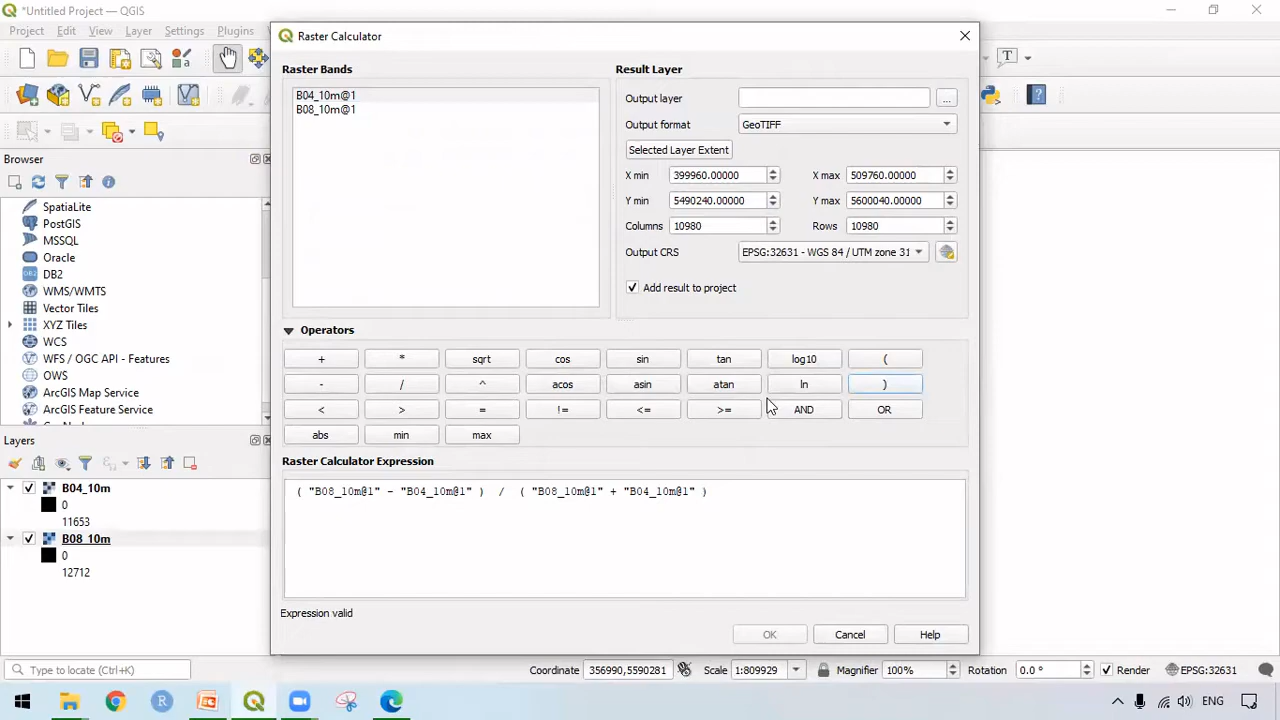 *Untitled Project — QGIS
Project Edit View Layer Settings Plugins
Raster Calculator
Raster Bands
B04_10m@1
B08_10m@1
Result Layer
Output layer
...
Output format
GeoTIFF
Selected Layer Extent
X min 399960.00000 X max 509760.00000
Y min 5490240.00000 Y max 5600040.00000
Columns 10980 Rows 10980
Output CRS EPSG:32631 - WGS 84 / UTM zone 31
Add result to project
Operators
+ * sqrt cos sin tan log10 (
- / ^ acos asin atan ln )
< > = != <= >= AND OR
abs min max
Raster Calculator Expression
( "B08_10m@1" - "B04_10m@1" ) / ( "B08_10m@1" + "B04_10m@1" )
Expression valid
OK Cancel Help
Browser
SpatiaLite
PostGIS
MSSQL
Oracle
DB2
WMS/WMTS
Vector Tiles
XYZ Tiles
WCS
WFS / OGC API - Features
OWS
ArcGIS Map Service
ArcGIS Feature Service
Layers
B04_10m
0
11653
B08_10m
0
12712
Type to locate (Ctrl+K)
Coordinate 356990,5590281 Scale 1:809929 Magnifier 100% Rotation 0.0 ° Render EPSG:32631
ENG